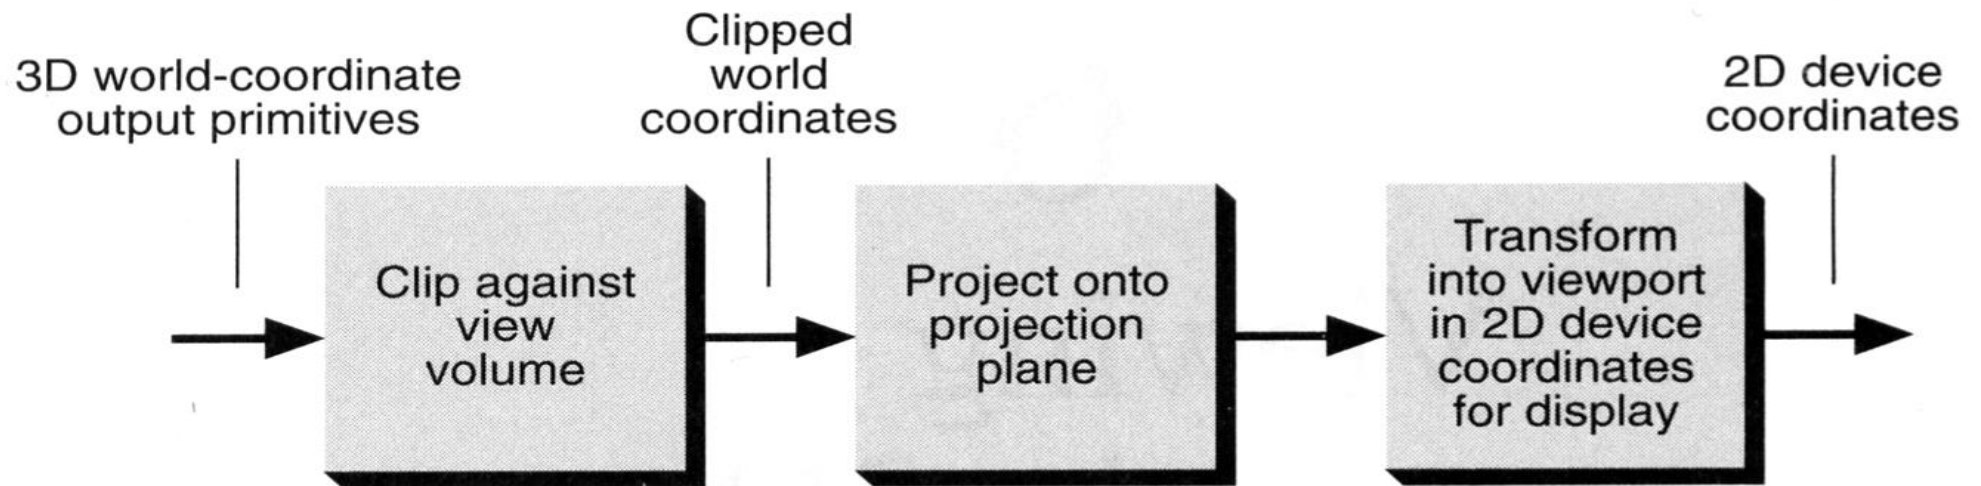 3D world-coordinate
output primitives
Clipped
world
coordinates
2D device
coordinates
Clip against
view
volume
Project onto
projection
plane
Transform
into viewport
in 2D device
coordinates
for display